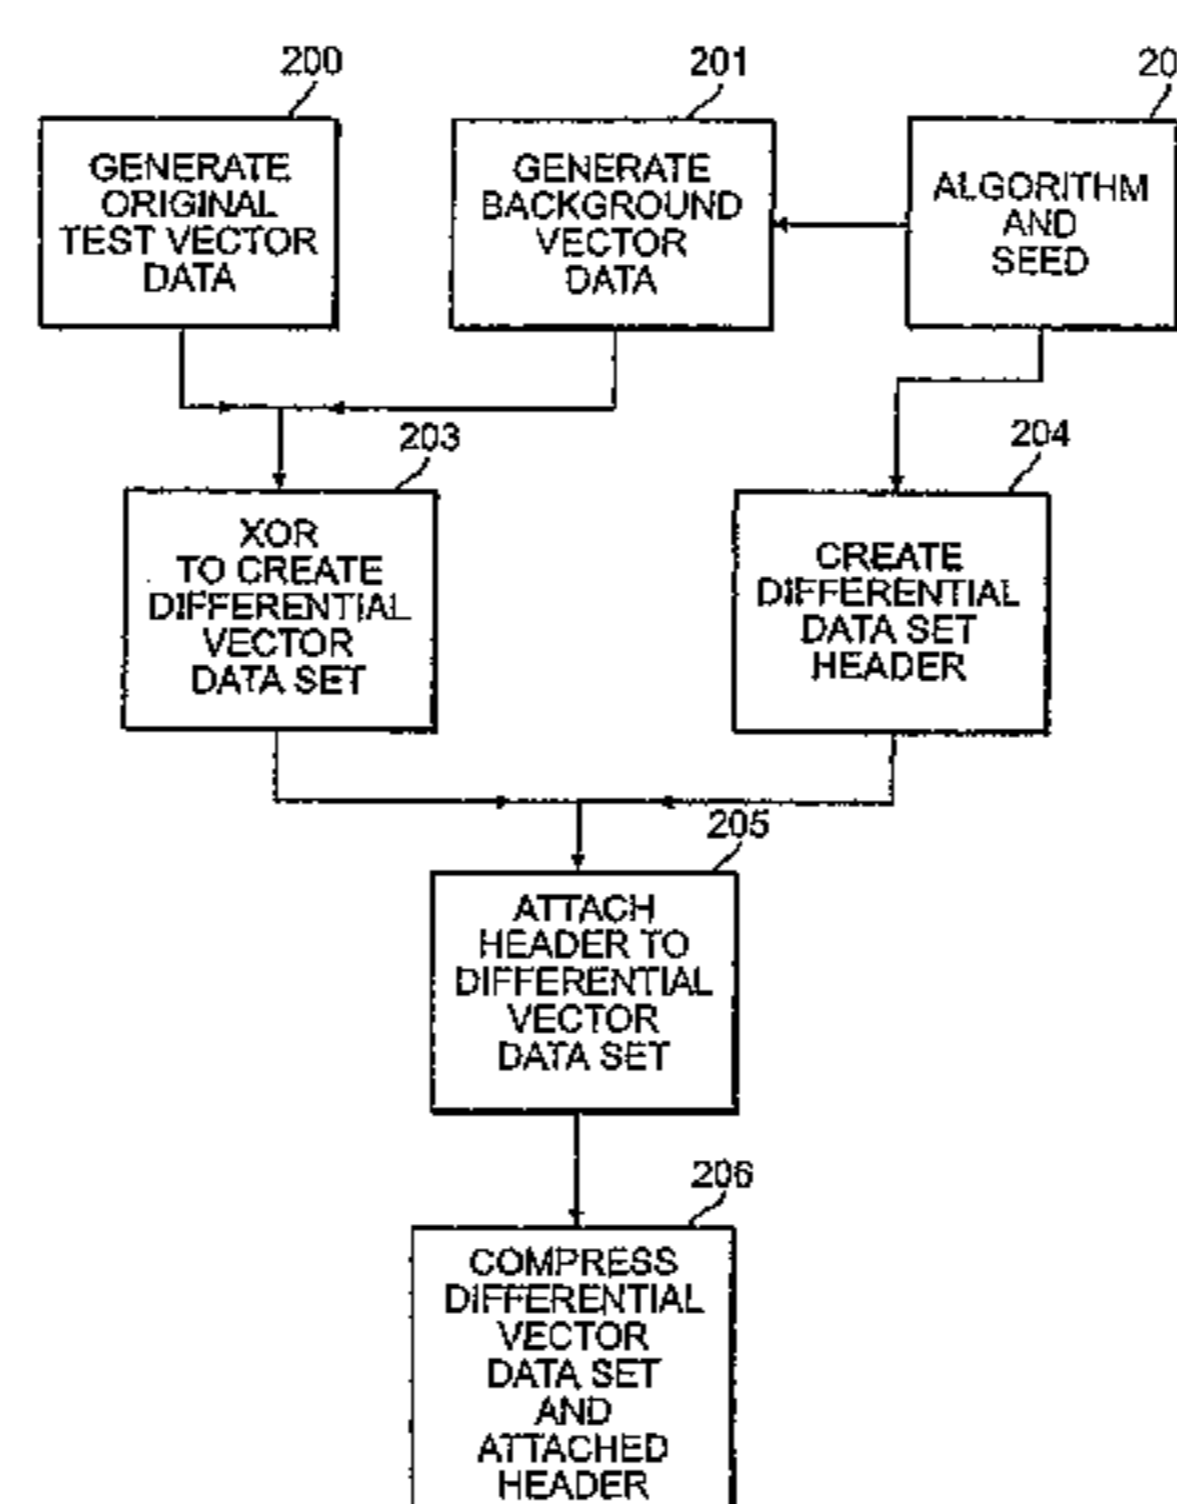 200
201
20
GENERATE
ORIGINAL
TEST VECTOR
DATA
GENERATE
BACKGROUND
VECTOR
DATA
ALGORITHM
AND
SEED
203
204
XOR
TO CREATE
DIFFERENTIAL
VECTOR
DATA SET
CREATE
DIFFERENTIAL
DATA SET
HEADER
205
ATTACH
HEADER TO
DIFFERENTIAL
VECTOR
DATA SET
206
COMPRESS
DIFFERENTIAL
VECTOR
DATA SET
AND
ATTACHED
HEADER